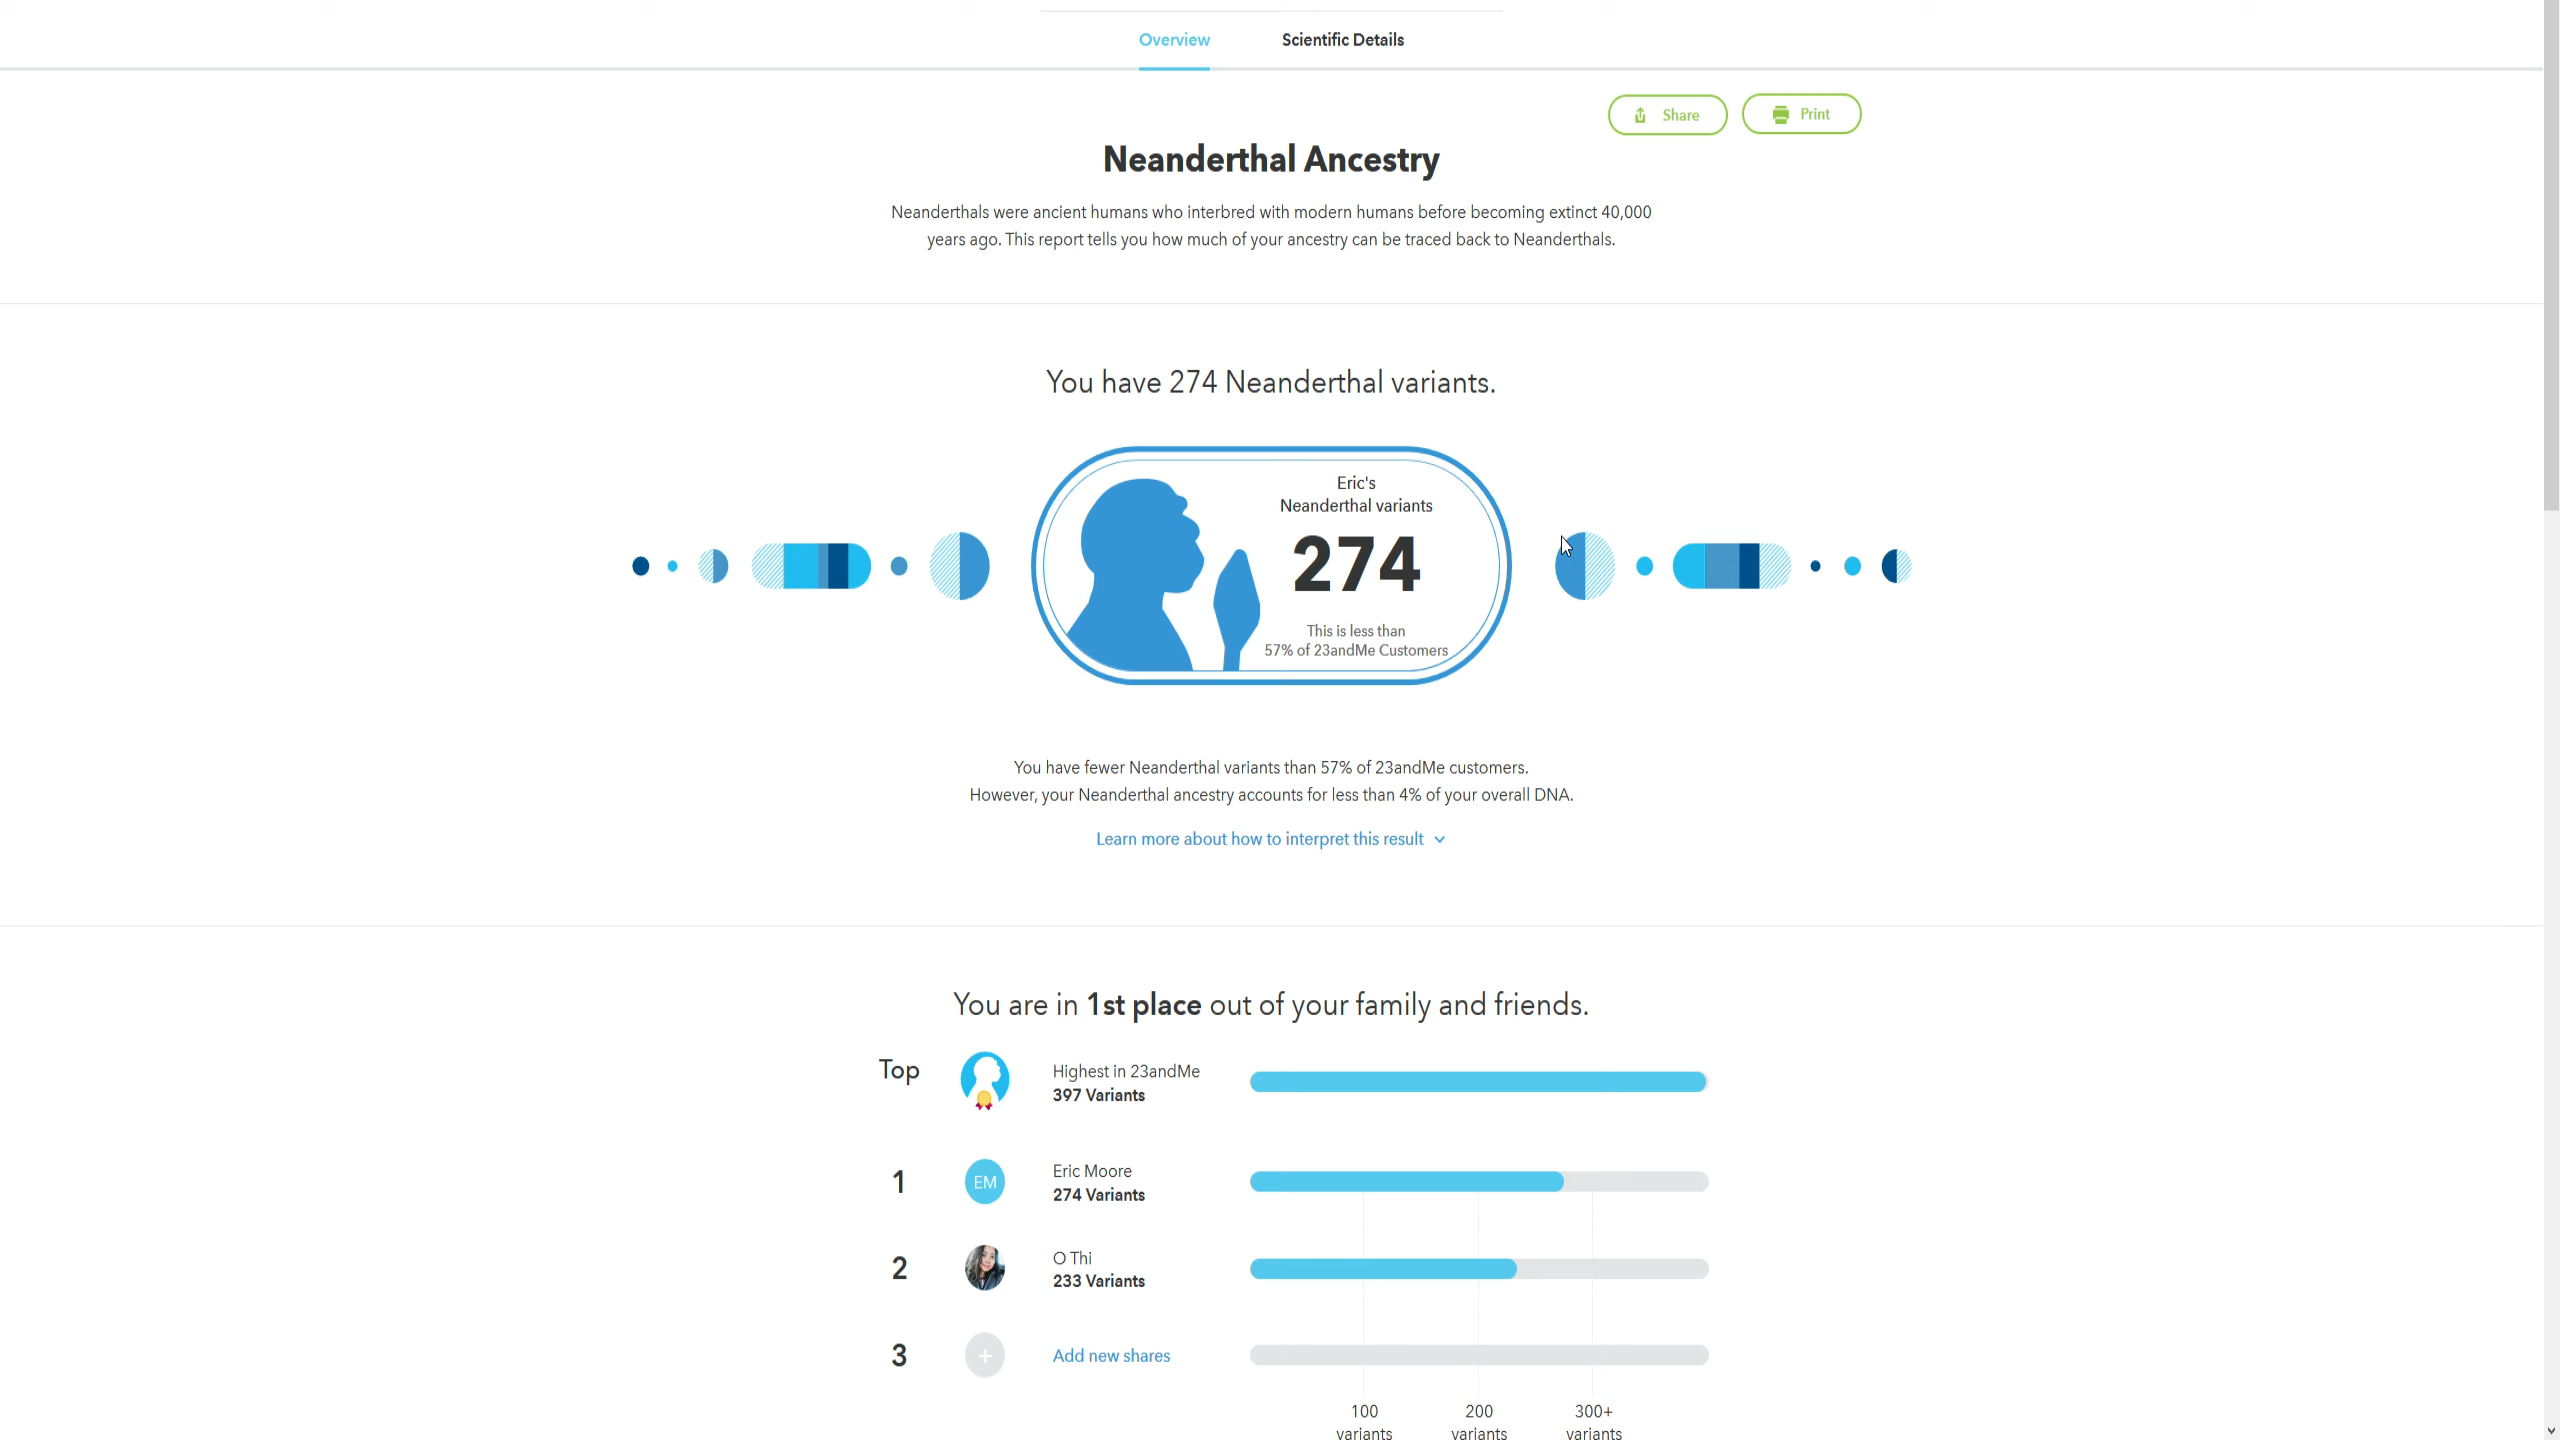 Overview
Scientific Details
Share
Print
Neanderthal Ancestry
Neanderthals were ancient humans who interbred with modern humans before becoming extinct 40,000
years ago. This report tells you how much of your ancestry can be traced back to Neanderthals.
You have 274 Neanderthal variants.
Eric's
Neanderthal variants
274
This is less than
57% of 23andMe Customers
You have fewer Neanderthal variants than 57% of 23andMe customers.
However, your Neanderthal ancestry accounts for less than 4% of your overall DNA.
Learn more about how to interpret this result
You are in 1st place out of your family and friends.
Top
Highest in 23andMe
397 Variants
1
EM
Eric Moore
274 Variants
2
O Thi
233 Variants
3
+
Add new shares
100
variants
200
variants
300+
variants